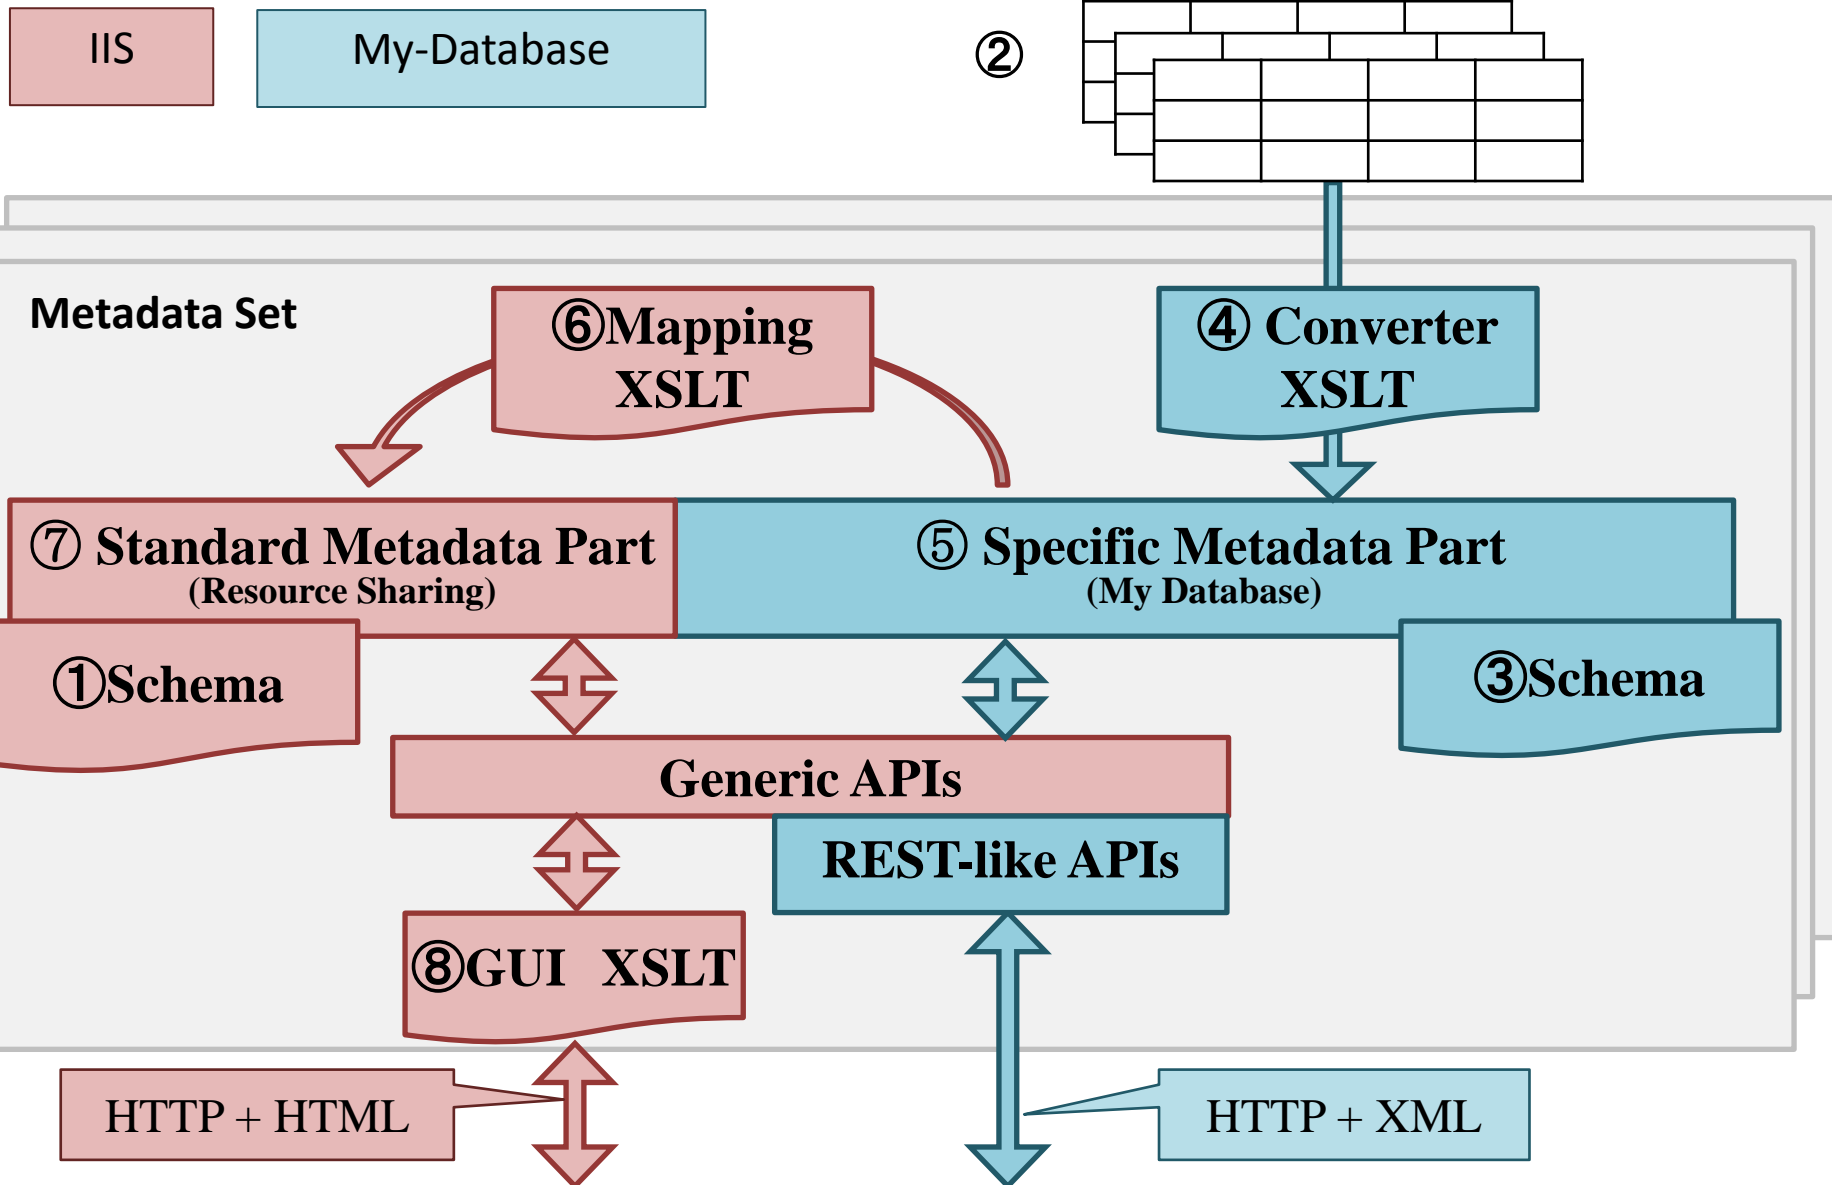 IIS
My-Database
②
Metadata Set
⑥Mapping
XSLT
④ Converter
XSLT
⑦ Standard Metadata Part
(Resource Sharing)
⑤ Specific Metadata Part
(My Database)
①Schema
③Schema
Generic APIs
REST-like APIs
⑧GUI XSLT
HTTP + HTML
HTTP + XML